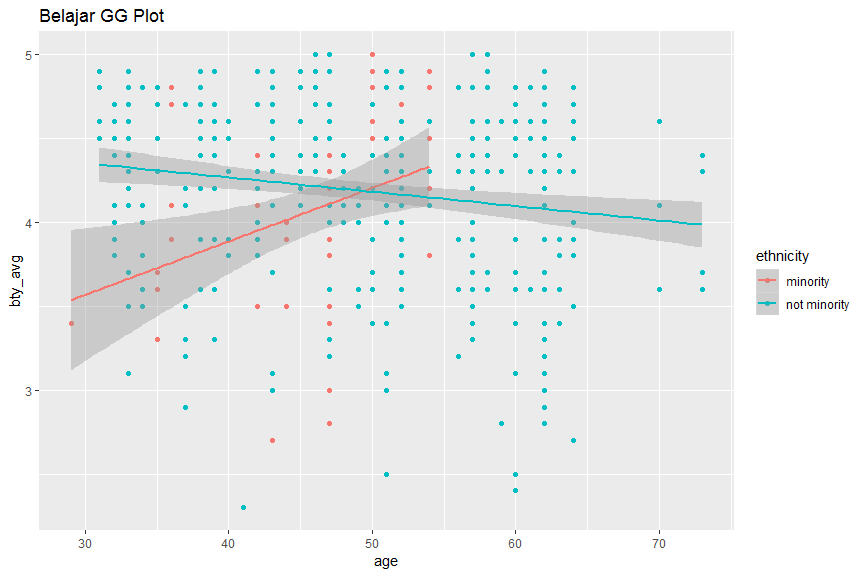 Belajar GG Plot
5
4
3
bty_avg
30 40 50 60 70
age
ethnicity
minority
not minority